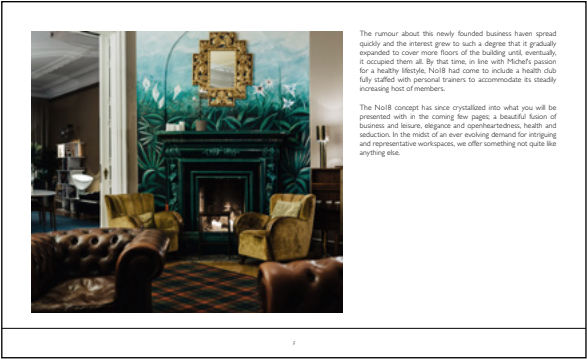 The rumour about this newly founded business haven spread
quickly and the interest grew to such a degree that it gradually
expanded to cover more floors of the building until, eventually,
it occupied them all. By that time, in line with Michel's passion
for a healthy lifestyle, No18 had come to include a health club
fully staffed with personal trainers to accommodate its steadily
increasing host of members.
The No18 concept has since crystallized into what you will be
presented with in the coming few pages; a beautiful fusion of
business and leisure, elegance and openheartedness, health and
seduction. In the midst of an ever evolving demand for intriguing
and representative workspaces, we offer something not quite like
anything else.